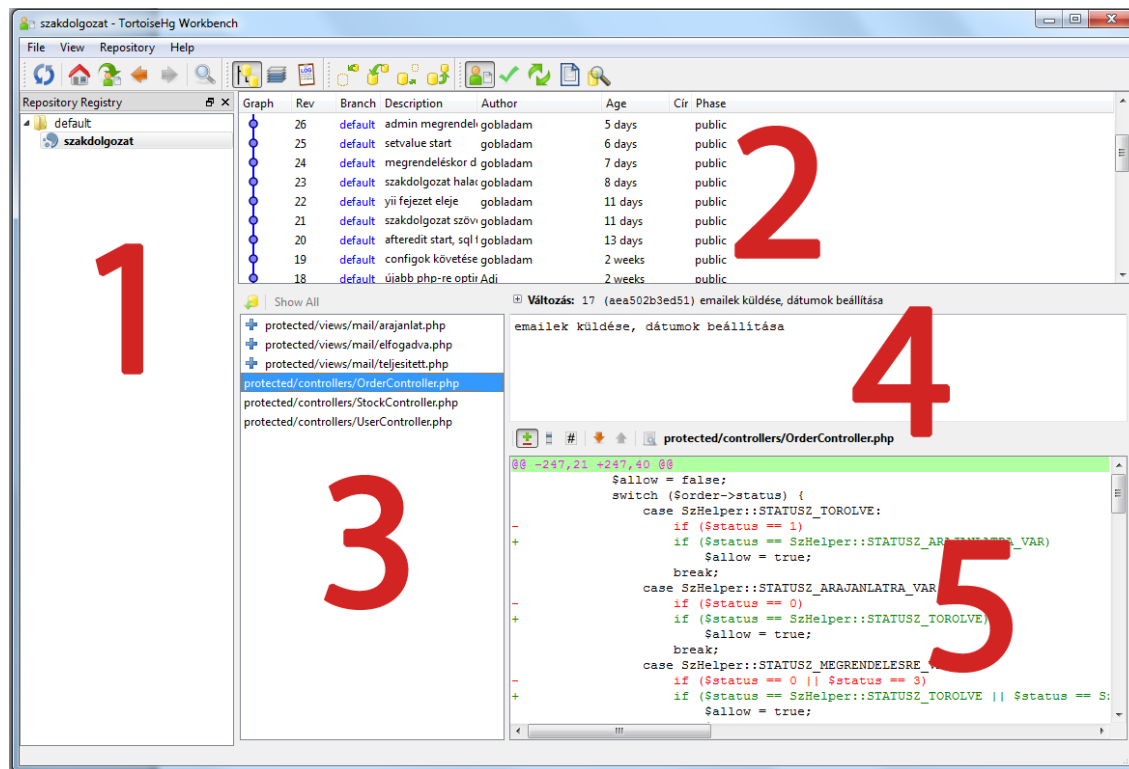 szakdolgozat - TortoiseHg Workbench
File View Repository Help
LOG
Repository Registry
default
szakdolgozat
1
Graph Rev Branch Description Author Age Cír Phase
26 default admin megrendel gobladam 5 days public
25 default setvalue start gobladam 6 days public
24 default megrendeléskor d gobladam 7 days public
23 default szakdolgozat hala gobladam 8 days public
22 default yii fejezet eleje gobladam 11 days public
21 default szakdolgozat szöv gobladam 11 days public
20 default afteredit start, sql gobladam 13 days public
19 default configok követése gobladam 2 weeks public
18 default újabb php-re opti Adi 2 weeks public
2
Show All
protected/views/mail/arajanlat.php
protected/views/mail/elfogadva.php
protected/views/mail/teljesitett.php
protected/controllers/OrderController.php
protected/controllers/StockController.php
protected/controllers/UserController.php
3
Változás: 17 (aea502b3ed51) emailek küldése, dátumok beállítása
emailek küldése, dátumok beállítása
4
# protected/controllers/OrderController.php
@@ -247,21 +247,40 @@
$allow = false;
switch ($order->status) {
case SzHelper::STATUSZ_TOROLVE:
- if ($status == 1)
+ if ($status == SzHelper::STATUSZ_ARAJANLATRA_VAR)
$allow = true;
break;
case SzHelper::STATUSZ_ARAJANLATRA_VAR
- if ($status == 0)
+ if ($status == SzHelper::STATUSZ_TOROLVE)
$allow = true;
break;
case SzHelper::STATUSZ_MEGRENDELESRE_V
- if ($status == 0 || $status == 3)
+ if ($status == SzHelper::STATUSZ_TOROLVE || $status == S
$allow = true;
5